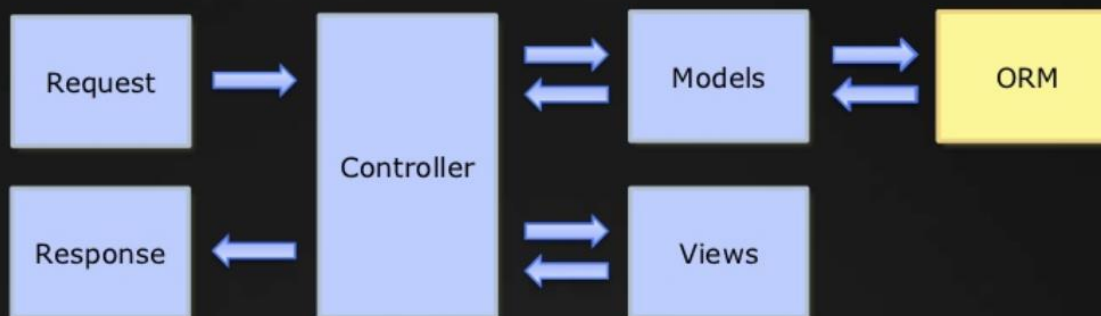 Request
Controller
Models
ORM
Response
Views